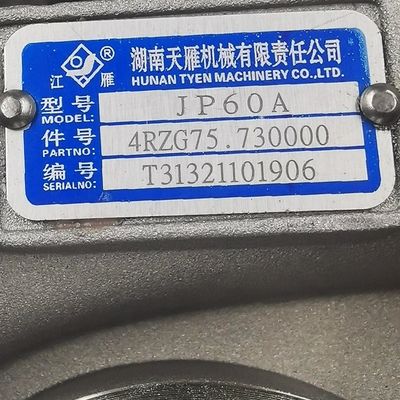 湖南天雁机械有限责任公司
HUNAN TYEN MACHINERY CO.,LTD.
江 雁 ®
型号 JP60A
MODEL:
件号 4RZG75.730000
PARTNO:
编号 T31321101906
SERIALNO: